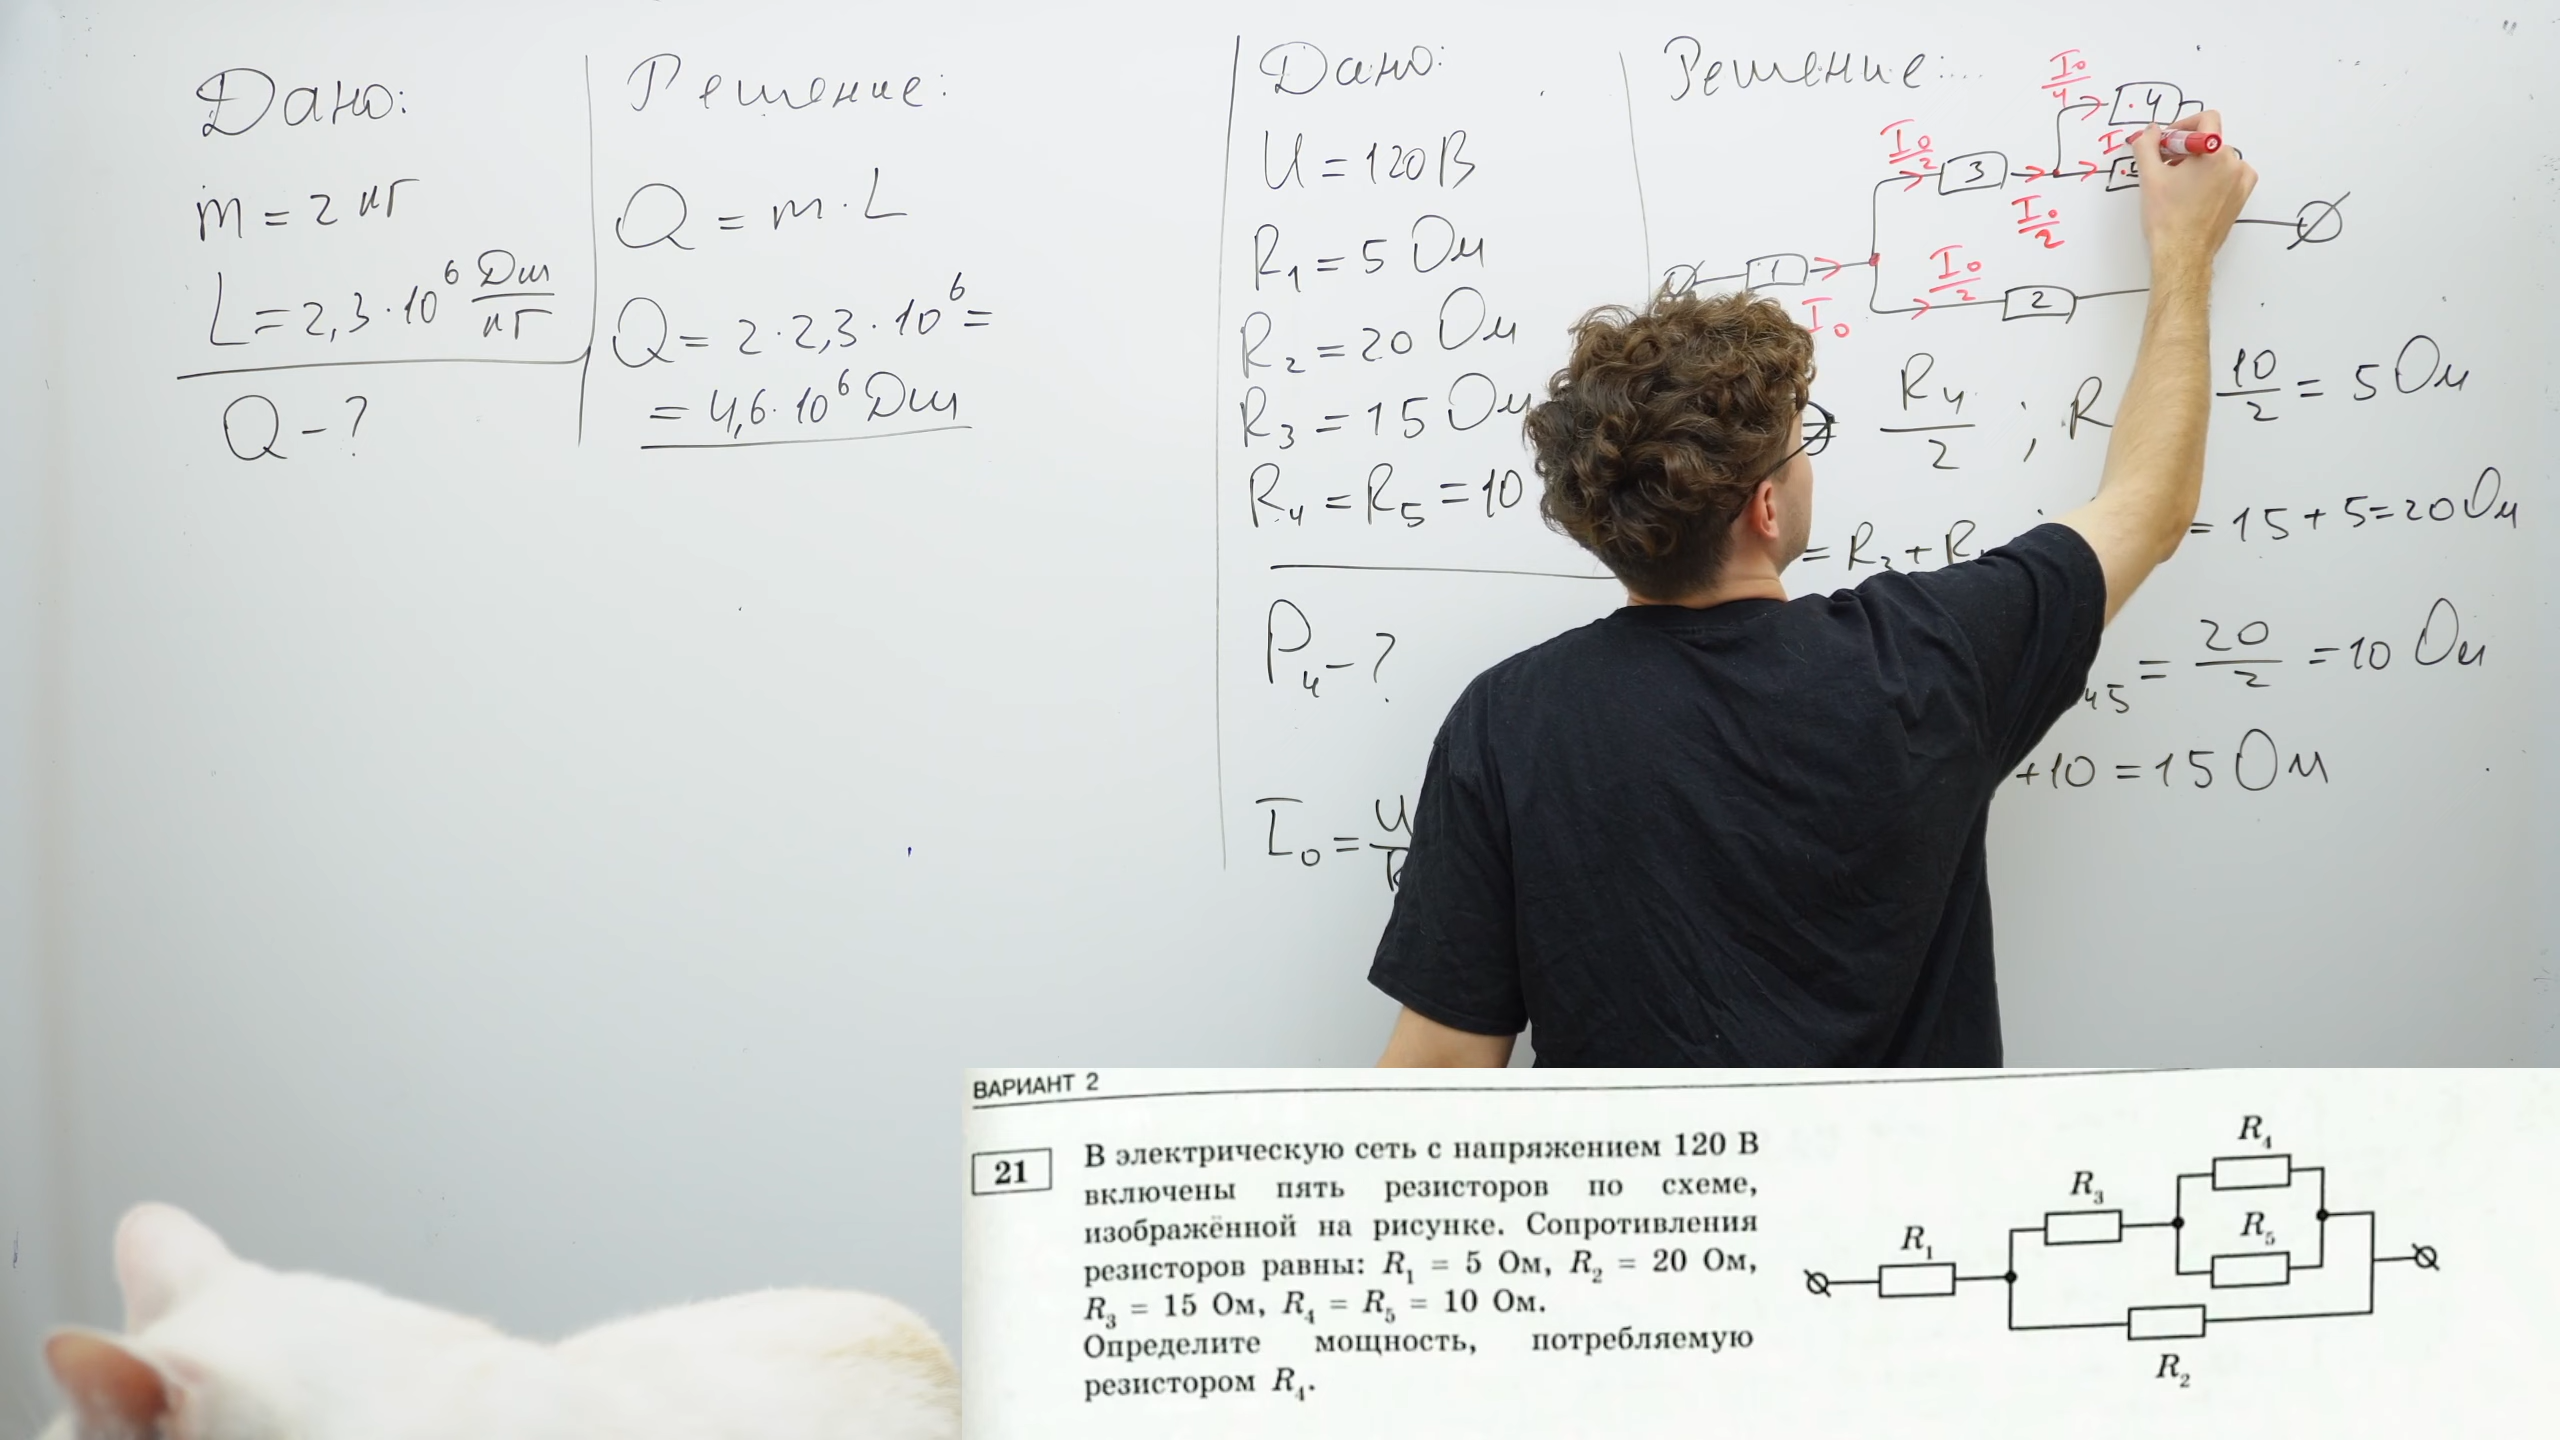 Дано:
m = 2 кг
L = 2,3 · 10⁶ Дж/кг
Q - ?
Решение:
Q = m · L
Q = 2 · 2,3 · 10⁶ =
= 4,6 · 10⁶ Дж
Дано:
U = 120 В
R₁ = 5 Ом
R₂ = 20 Ом
R₃ = 15 Ом
R₄ = R₅ = 10
P₄ - ?
I₀ = U
Решение:
I₀/4
4
I₀/2
3
I₀/2
1
I₀
I₀/2
2
R₄/2 ; R 10/2 = 5 Ом
= R₃ + R = 15 + 5 = 20 Ом
45 = 20/2 = 10 Ом
+10 = 15 Ом
ВАРИАНТ 2
21
В электрическую сеть с напряжением 120 В
включены пять резисторов по схеме,
изображённой на рисунке. Сопротивления
резисторов равны: R₁ = 5 Ом, R₂ = 20 Ом,
R₃ = 15 Ом, R₄ = R₅ = 10 Ом.
Определите мощность, потребляемую
резистором R₄.
R₁
R₃
R₄
R₅
R₂